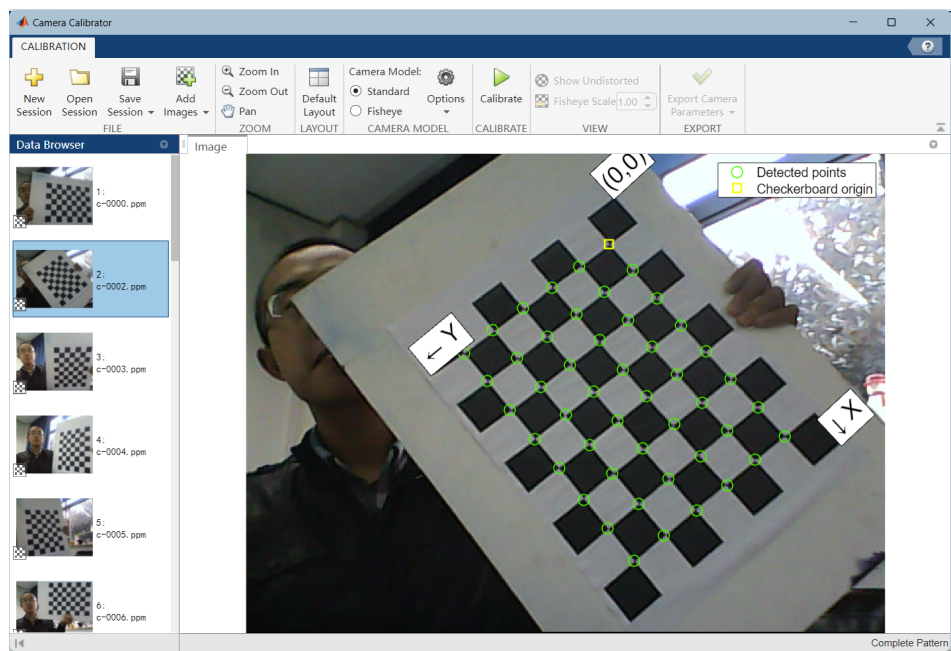 Camera Calibrator
CALIBRATION
?
New Session
Open Session
Save Session
Add Images
FILE
Zoom In
Zoom Out
Pan
ZOOM
Default Layout
LAYOUT
Camera Model:
Standard
Fisheye
Options
CAMERA MODEL
Calibrate
CALIBRATE
Show Undistorted
Fisheye Scale 1.00
VIEW
Export Camera Parameters
EXPORT
Data Browser
Image
1:
c-0000.ppm
2:
c-0002.ppm
3:
c-0003.ppm
4:
c-0004.ppm
5:
c-0005.ppm
6:
c-0006.ppm
(0,0)
Detected points
Checkerboard origin
← Y
↓ X
Complete Pattern